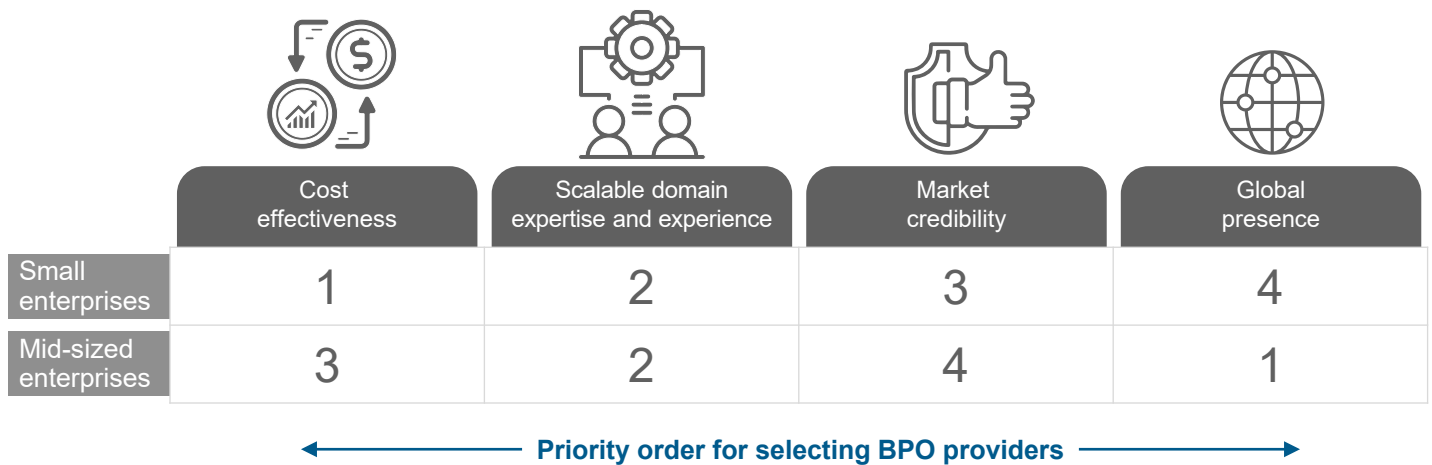 Cost
effectiveness
Scalable domain
expertise and experience
Market
credibility
Global
presence
Small
enterprises
1
2
3
4
Mid-sized
enterprises
3
2
4
1
Priority order for selecting BPO providers